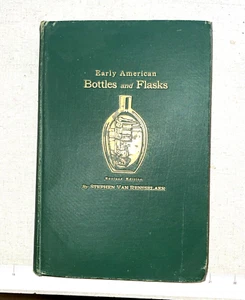 Early American
Bottles and Flasks
Revised Edition
By STEPHEN VAN RENSSELAER